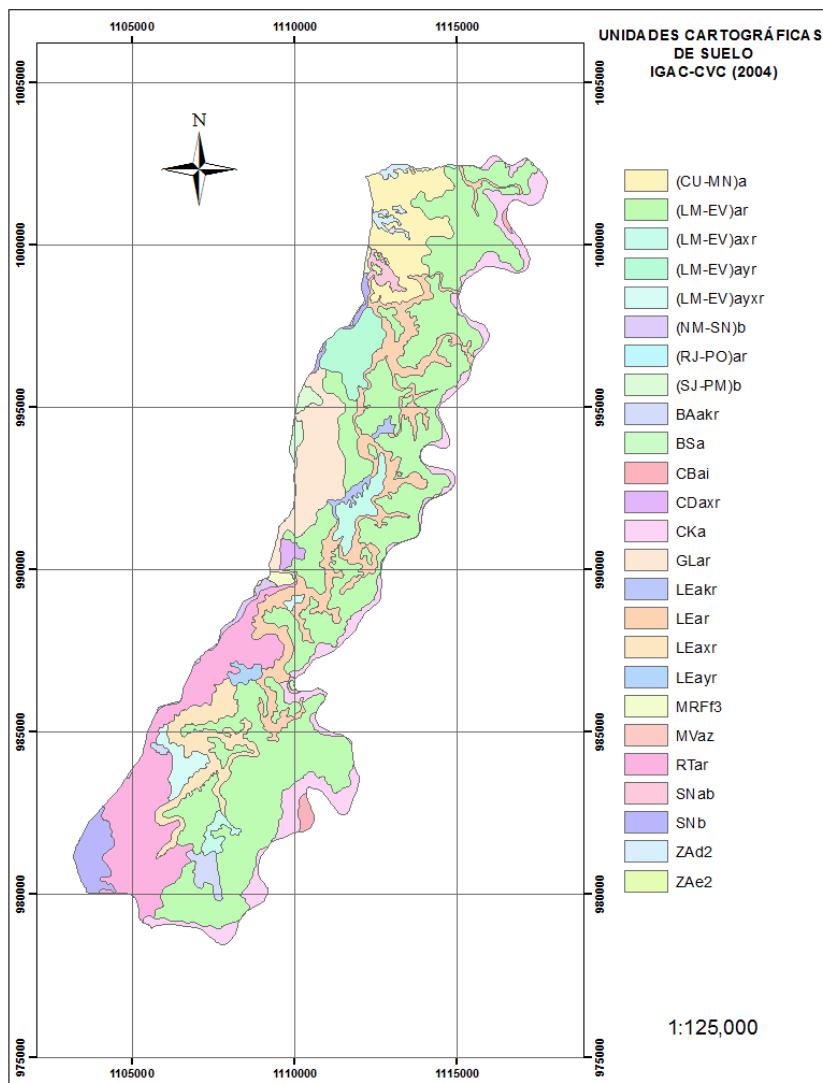 1105000 1110000 1115000
UNIDADES CARTOGRÁFICAS
DE SUELO
IGAC-CVC (2004)
1005000 1005000
N
(CU-MN)a
(LM-EV)ar
(LM-EV)axr
(LM-EV)ayr
(LM-EV)ayxr
(NM-SN)b
(RJ-PO)ar
(SJ-PM)b
BAakr
BSa
CBai
CDaxr
CKa
GLar
LEakr
LEar
LEaxr
LEayr
MRFf3
MVaz
RTar
SNab
SNb
ZAd2
ZAe2
1000000 1000000
995000 995000
990000 990000
985000 985000
980000 980000
975000 975000
1:125,000
1105000 1110000 1115000